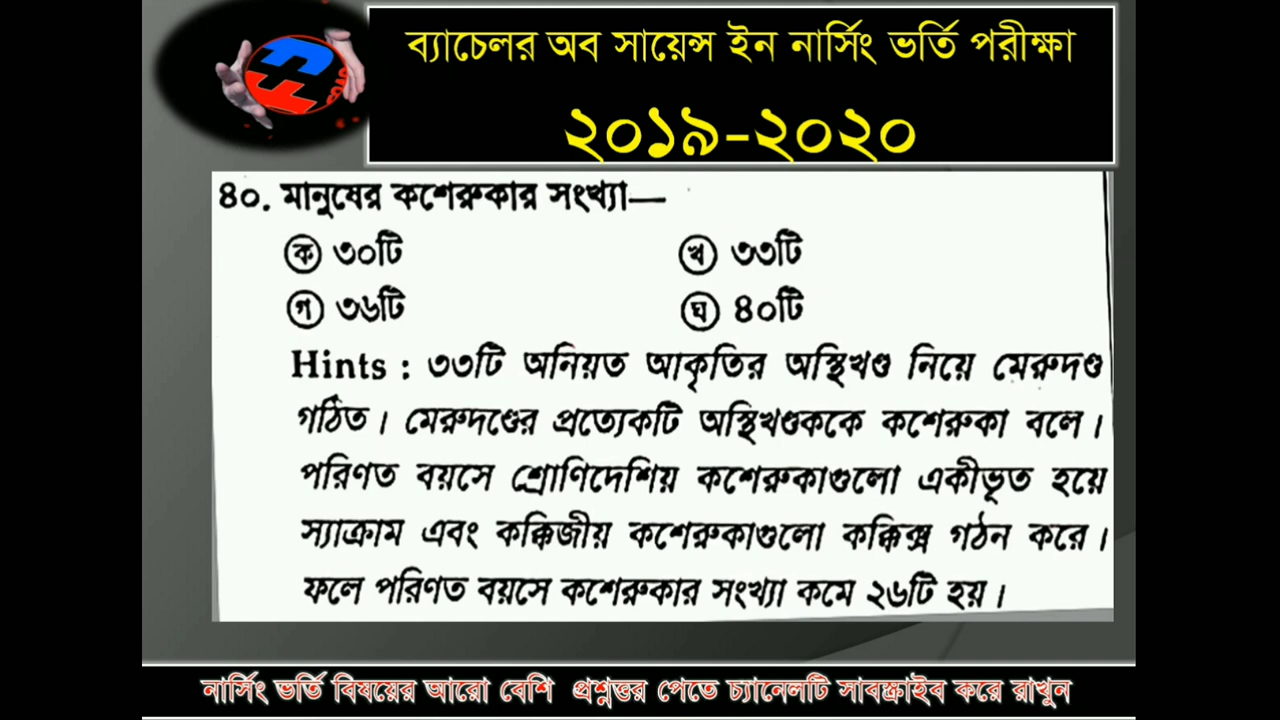 ব্যাচেলর অব সায়েন্স ইন নার্সিং ভর্তি পরীক্ষা
২০১৯-২০২০
৪০. মানুষের কশেরুকার সংখ্যা—
ক ৩০টি খ ৩৩টি
গ ৩৬টি ঘ ৪০টি
Hints : ৩৩টি অনিয়ত আকৃতির অস্থিখণ্ড নিয়ে মেরুদণ্ড
গঠিত। মেরুদণ্ডের প্রত্যেকটি অস্থিখণ্ডককে কশেরুকা বলে।
পরিণত বয়সে শ্রোণিদেশিয় কশেরুকাগুলো একীভূত হয়ে
স্যাক্রাম এবং কক্কিজীয় কশেরুকাগুলো কক্কিক্স গঠন করে।
ফলে পরিণত বয়সে কশেরুকার সংখ্যা কমে ২৬টি হয়।
নার্সিং ভর্তি বিষয়ের আরো বেশি প্রশ্নত্তর পেতে চ্যানেলটি সাবস্ক্রাইব করে রাখুন